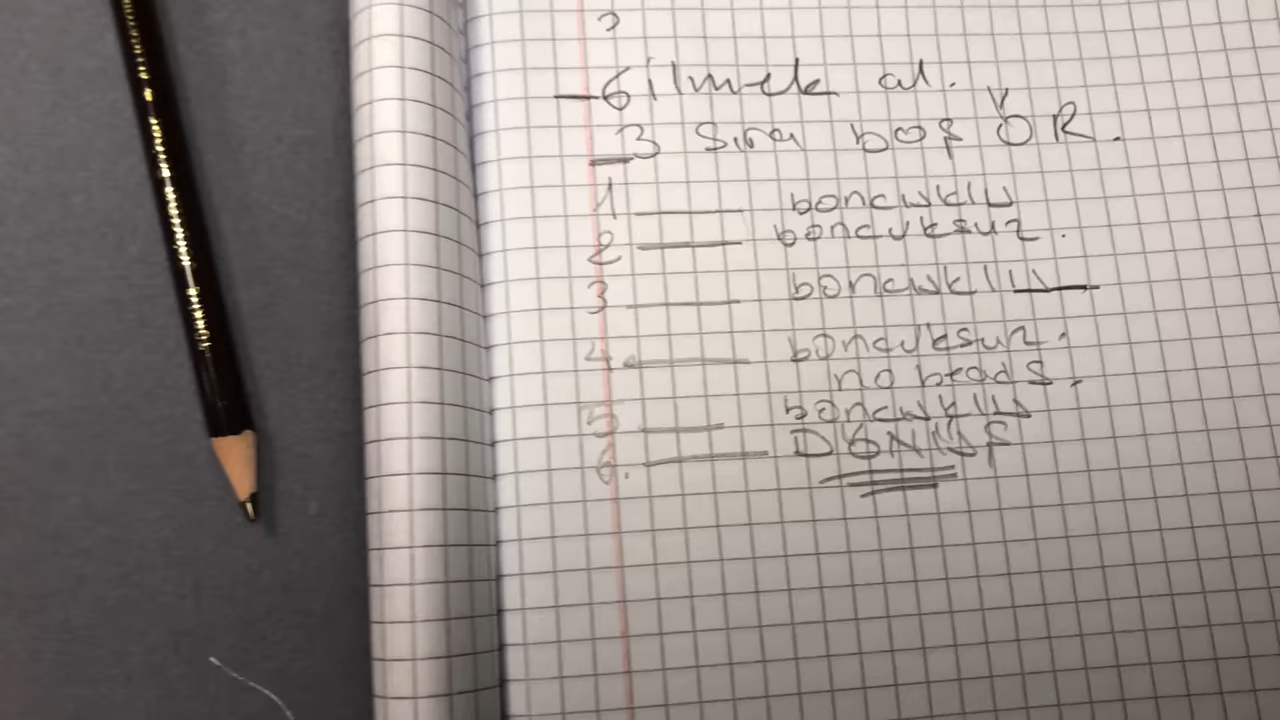 6 ilmek al.
3 sıra boş ÖR.
1 boncuklu
2 boncuksuz.
3 boncuklu
4 boncuksuz.
no beads.
5 boncuklu
6. DÖNÜŞ